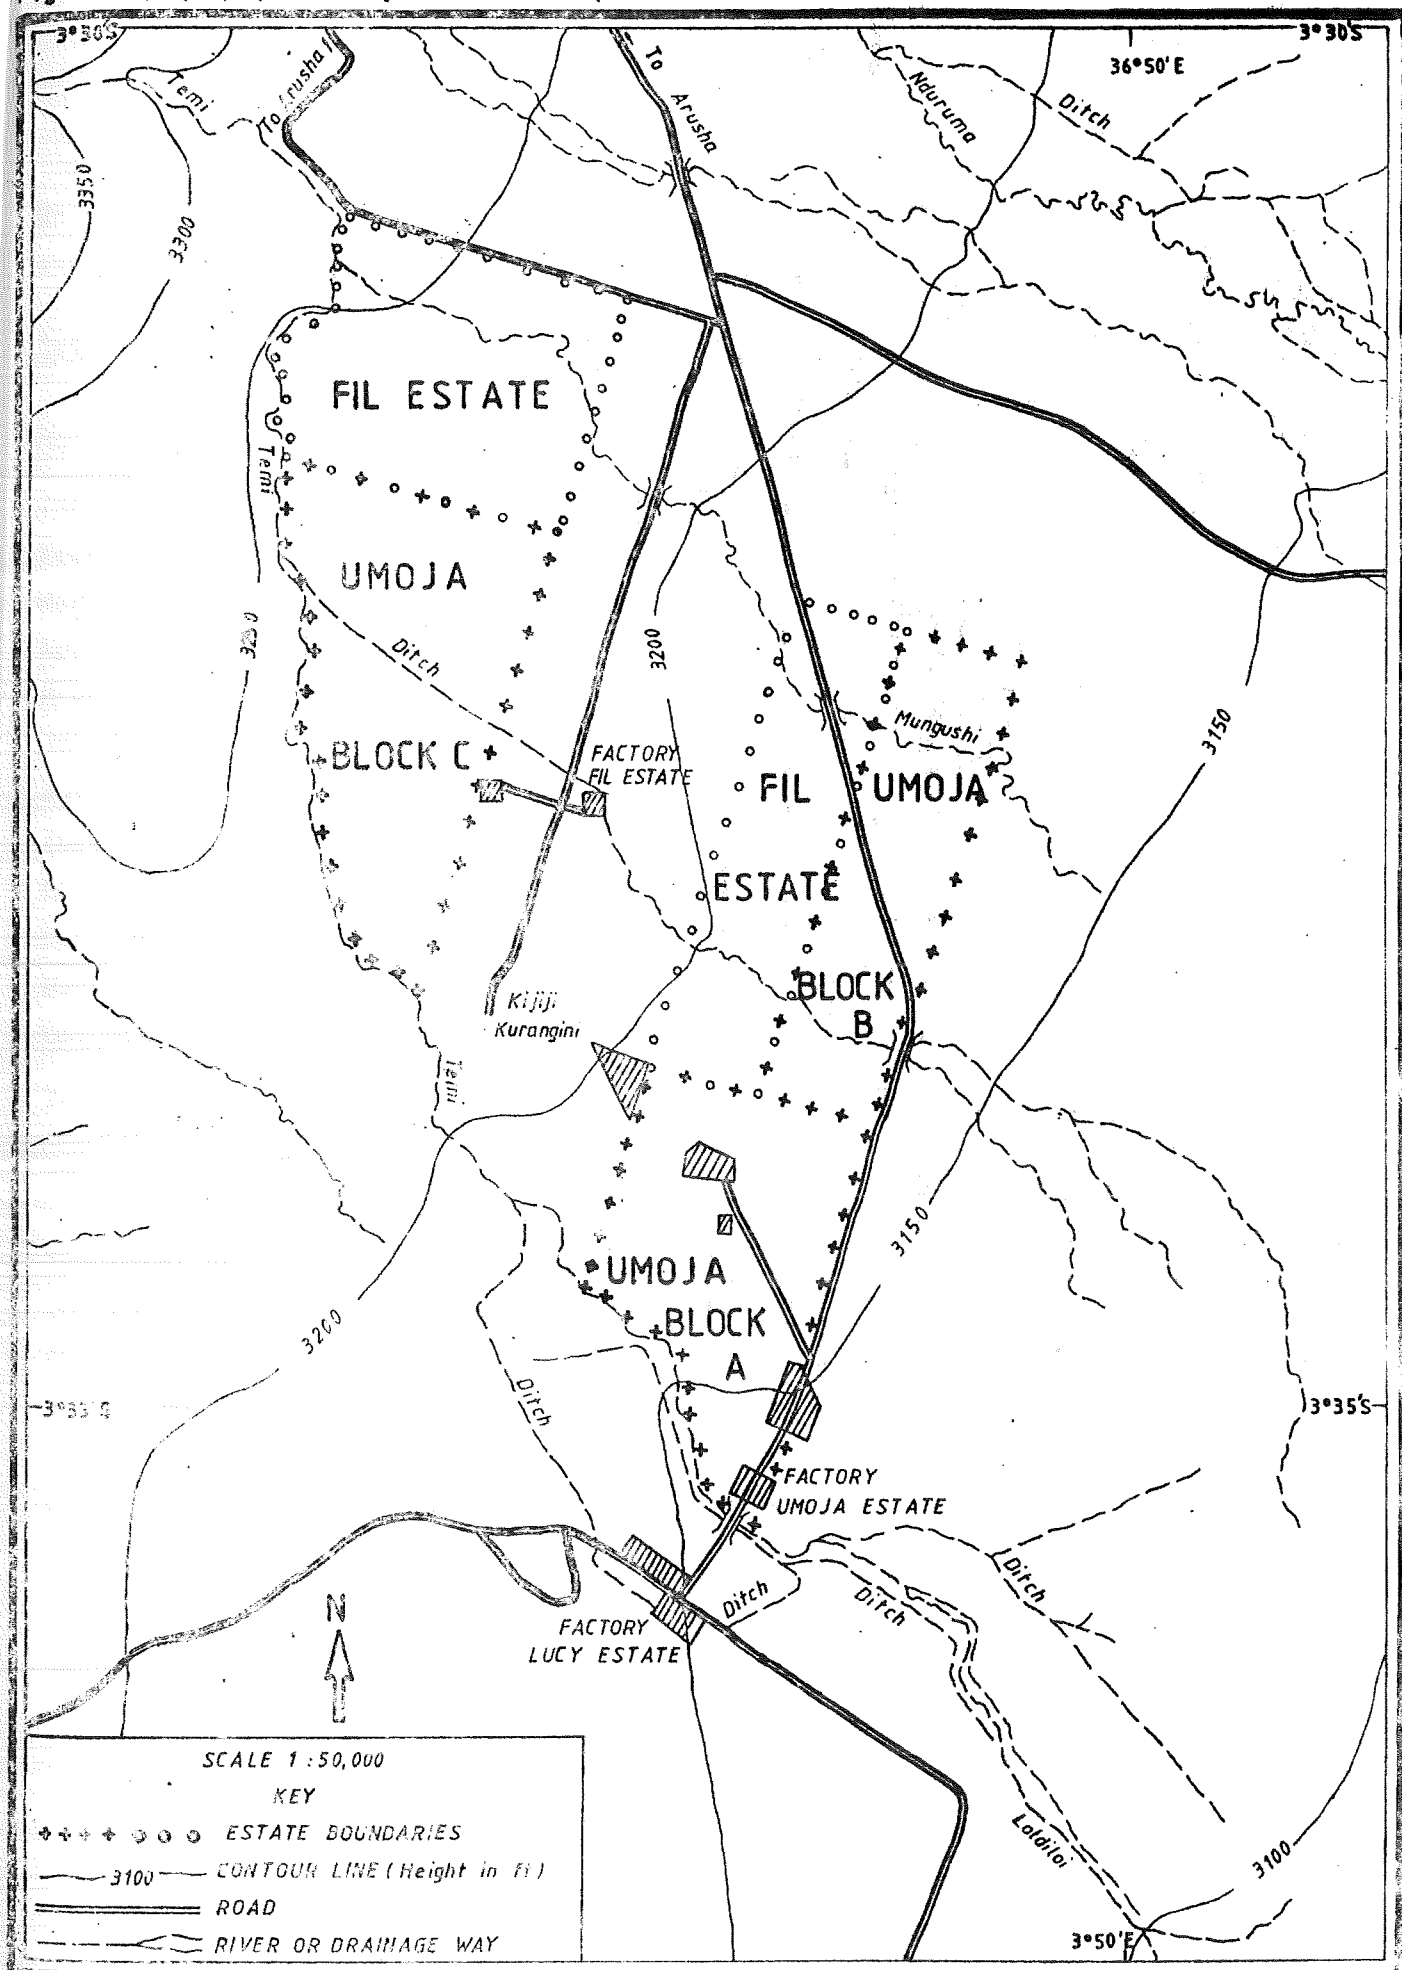 3°30'S
3°30'S
36°50'E
To Arusha
To Arusha
Temi
Nduruma
Ditch
3350
3300
FIL ESTATE
Temi
UMOJA
Ditch
3200
Mungushi
3150
BLOCK C
FACTORY
FIL ESTATE
FIL
ESTATE
UMOJA
BLOCK
B
Kijiji
Kurangini
Temi
3150
UMOJA
BLOCK
A
3200
Ditch
3°35'S
FACTORY
UMOJA ESTATE
Ditch
Ditch
Ditch
FACTORY
LUCY ESTATE
N
Loldiloi
3100
3°50'E
SCALE 1:50,000
KEY
ESTATE BOUNDARIES
3100 CONTOUR LINE (Height in ft)
ROAD
RIVER OR DRAINAGE WAY